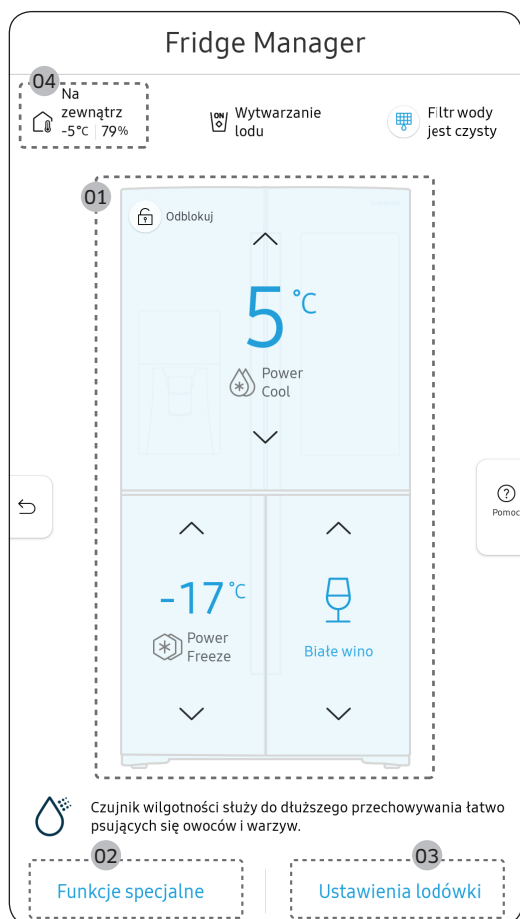 Fridge Manager
04
Na
zewnątrz
-5°C | 79%
ON
Wytwarzanie
lodu
Filtr wody
jest czysty
01
Odblokuj
5 °C
Power
Cool
?
Pomoc
-17 °C
Power
Freeze
Białe wino
Czujnik wilgotności służy do dłuższego przechowywania łatwo
psujących się owoców i warzyw.
02
03
Funkcje specjalne
Ustawienia lodówki